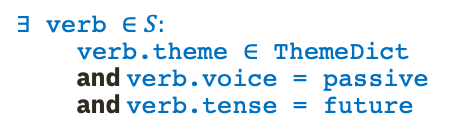 ∃ verb ∈ S:
verb.theme ∈ ThemeDict
and verb.voice = passive
and verb.tense = future